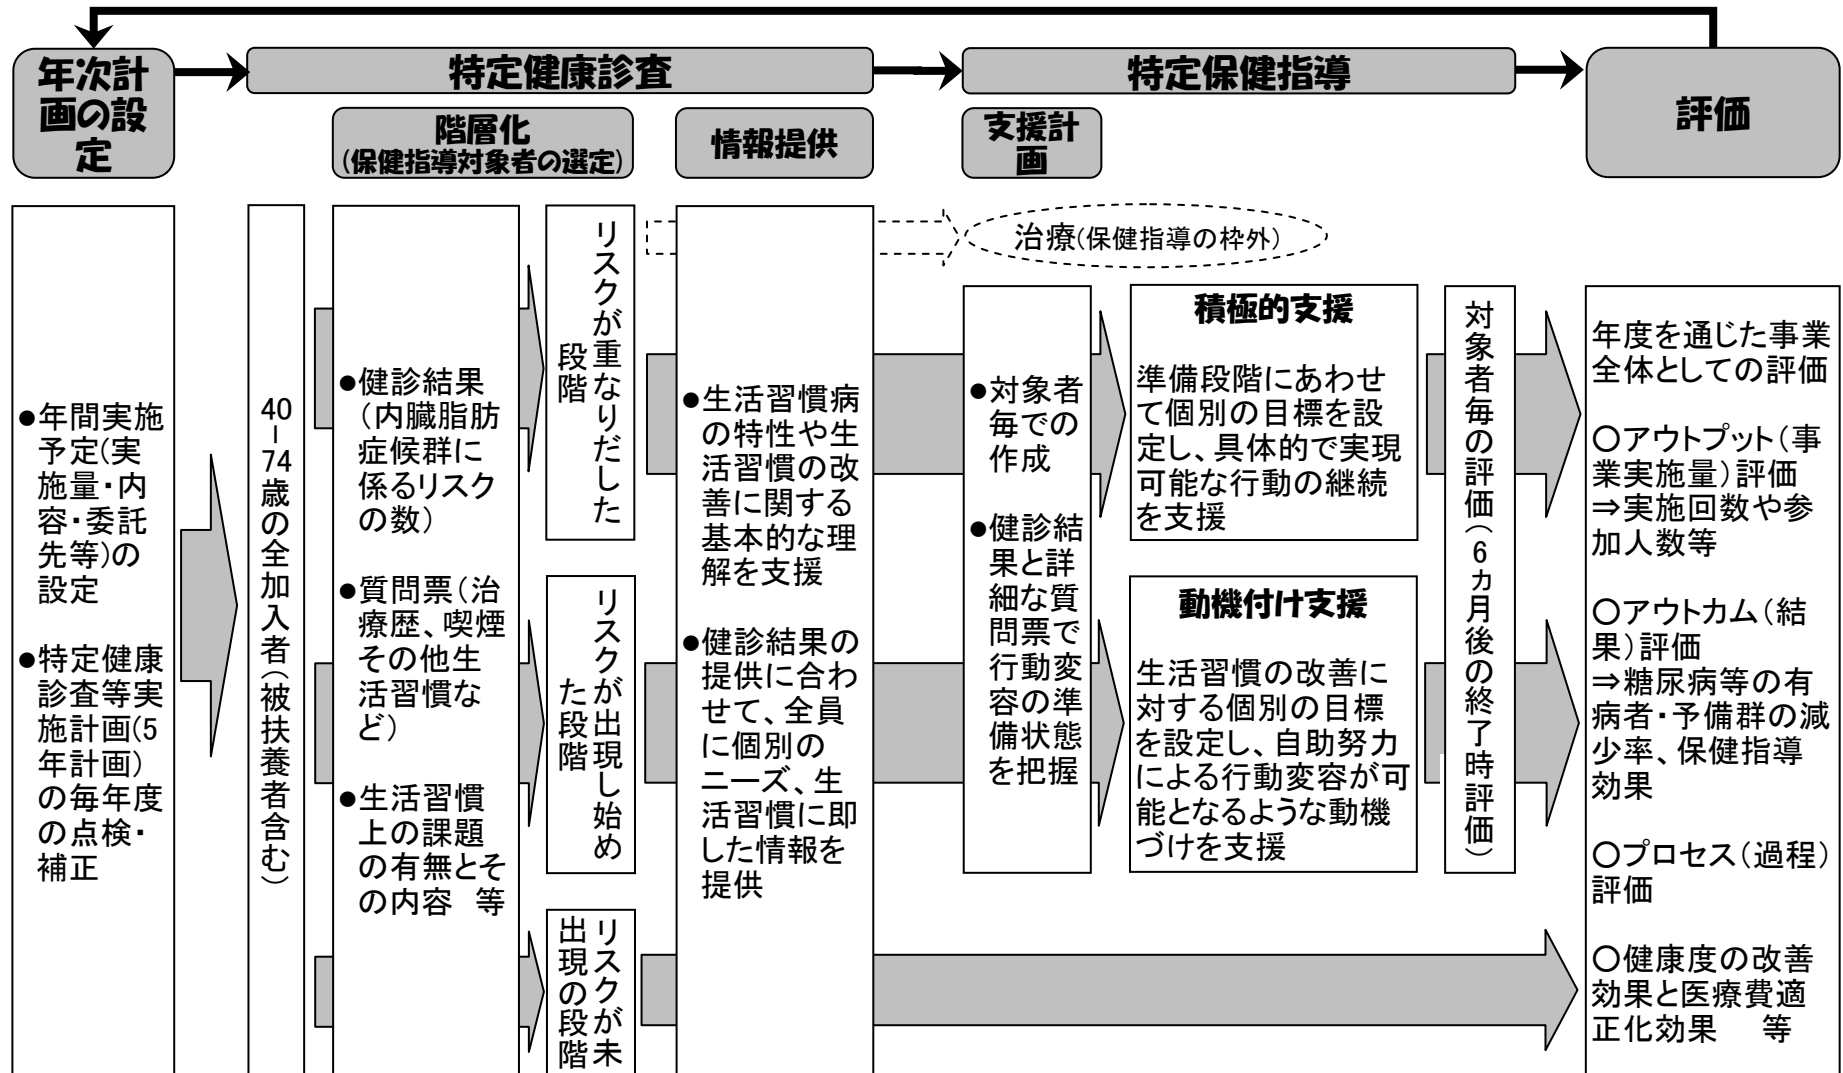 年次計
画の設
定
特定健康診査
特定保健指導
評価
階層化
(保健指導対象者の選定)
情報提供
支援計
画
●年間実施
予定(実
施量・内
容・委託
先等)の
設定
●特定健康
診査等実
施計画(5
年計画)
の毎年度
の点検・
補正
40-74歳の全加入者(被扶養者含む)
●健診結果
(内臓脂肪
症候群に
係るリスク
の数)
●質問票(治
療歴、喫煙
その他生
活習慣な
ど)
●生活習慣
上の課題
の有無とそ
の内容 等
リスクが重なりだした
段階
リスクが出現し始め
た段階
リスクが未
出現の段階
●生活習慣病
の特性や生
活習慣の改
善に関する
基本的な理
解を支援
●健診結果の
提供に合わ
せて、全員
に個別の
ニーズ、生
活習慣に即
した情報を
提供
治療(保健指導の枠外)
●対象者
毎での
作成
●健診結
果と詳
細な質
問票で
行動変
容の準
備状態
を把握
積極的支援
準備段階にあわせ
て個別の目標を設
定し、具体的で実現
可能な行動の継続
を支援
動機付け支援
生活習慣の改善に
対する個別の目標
を設定し、自助努力
による行動変容が可
能となるような動機
づけを支援
対象者毎の評価(6カ月後の終了時評価)
年度を通じた事業
全体としての評価
○アウトプット(事
業実施量)評価
⇒実施回数や参
加人数等
○アウトカム(結
果)評価
⇒糖尿病等の有
病者・予備群の減
少率、保健指導
効果
○プロセス(過程)
評価
○健康度の改善
効果と医療費適
正化効果 等